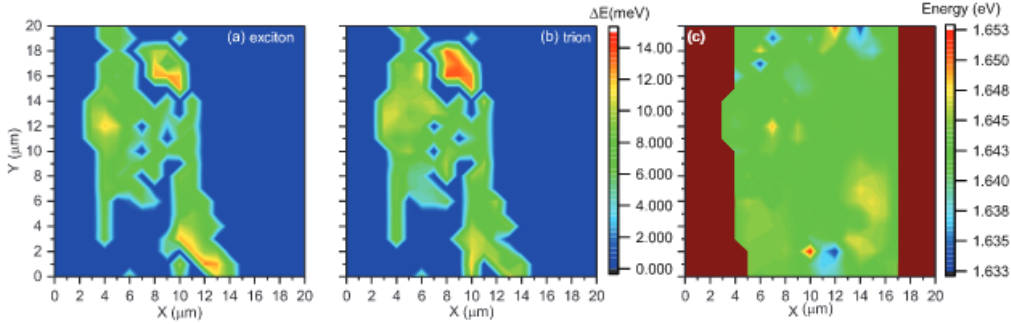 ΔE(meV)
Energy (eV)
(a) exciton
(b) trion
(c)
20
18
16
14
12
10
8
6
4
2
0
Y (μm)
14.00
12.00
10.00
8.000
6.000
4.000
2.000
0.000
1.653
1.650
1.648
1.645
1.643
1.640
1.638
1.635
1.633
0 2 4 6 8 10 12 14 16 18 20
0 2 4 6 8 10 12 14 16 18 20
0 2 4 6 8 10 12 14 16 18 20
X (μm)
X (μm)
X (μm)